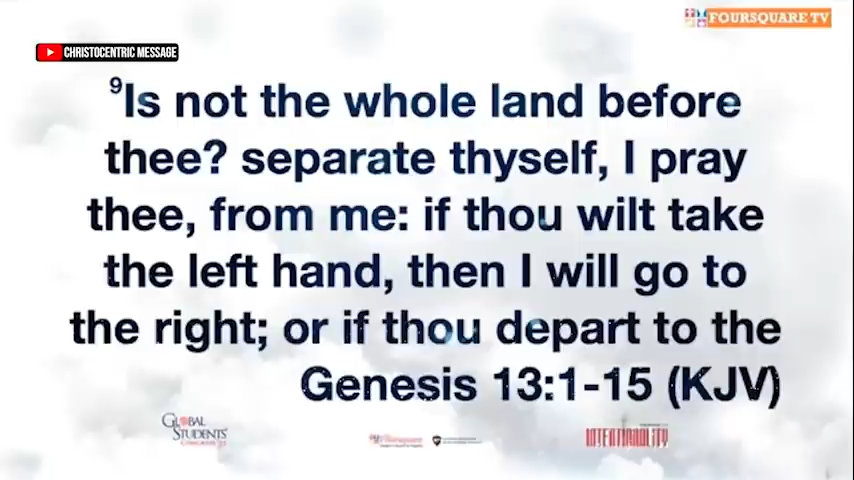 FOURSQUARE TV
CHRISTOCENTRIC MESSAGE
9Is not the whole land before
thee? separate thyself, I pray
thee, from me: if thou wilt take
the left hand, then I will go to
the right; or if thou depart to the
Genesis 13:1-15 (KJV)
GLOBAL
STUDENTS'
Foursquare
INTENTIONALITY